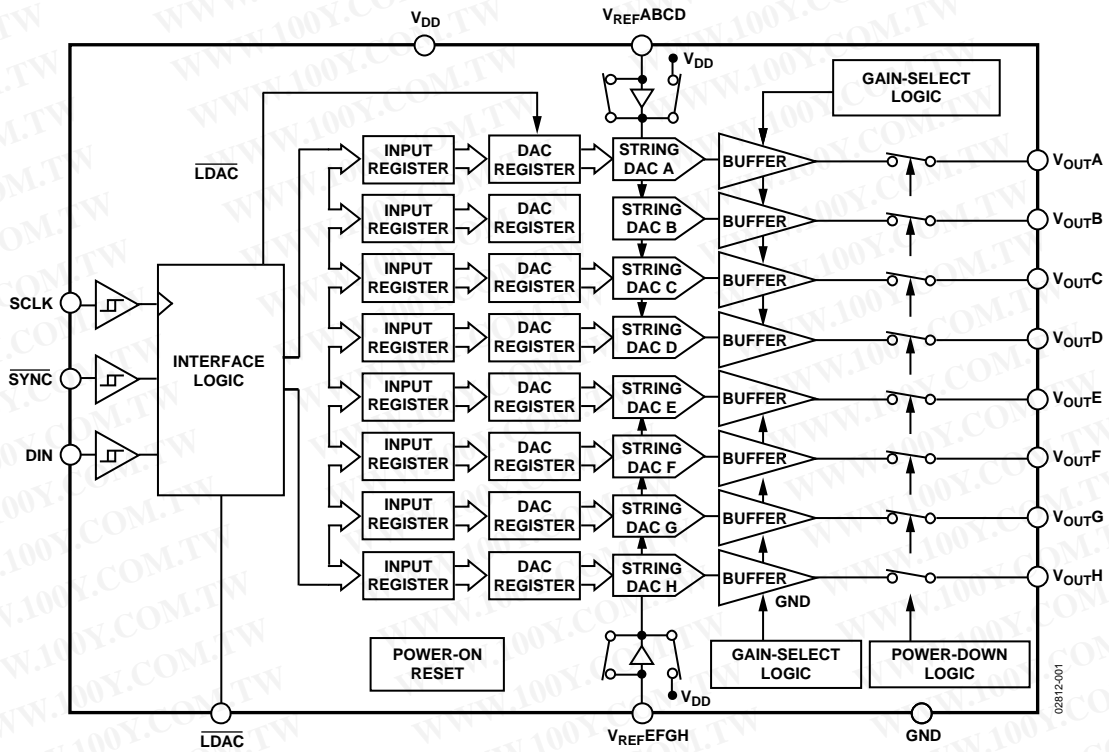 VDD
VREFABCD
VDD
GAIN-SELECT
LOGIC
LDAC
INPUT
REGISTER
DAC
REGISTER
STRING
DAC A
BUFFER
VOUTA
INPUT
REGISTER
DAC
REGISTER
STRING
DAC B
BUFFER
VOUTB
INPUT
REGISTER
DAC
REGISTER
STRING
DAC C
BUFFER
VOUTC
SCLK
INPUT
REGISTER
DAC
REGISTER
STRING
DAC D
BUFFER
VOUTD
INTERFACE
LOGIC
SYNC
INPUT
REGISTER
DAC
REGISTER
STRING
DAC E
BUFFER
VOUTE
DIN
INPUT
REGISTER
DAC
REGISTER
STRING
DAC F
BUFFER
VOUTF
INPUT
REGISTER
DAC
REGISTER
STRING
DAC G
BUFFER
VOUTG
INPUT
REGISTER
DAC
REGISTER
STRING
DAC H
BUFFER
GND
VOUTH
POWER-ON
RESET
VDD
GAIN-SELECT
LOGIC
POWER-DOWN
LOGIC
02812-001
LDAC
VREFEFGH
GND
WWW.100Y.COM.TW